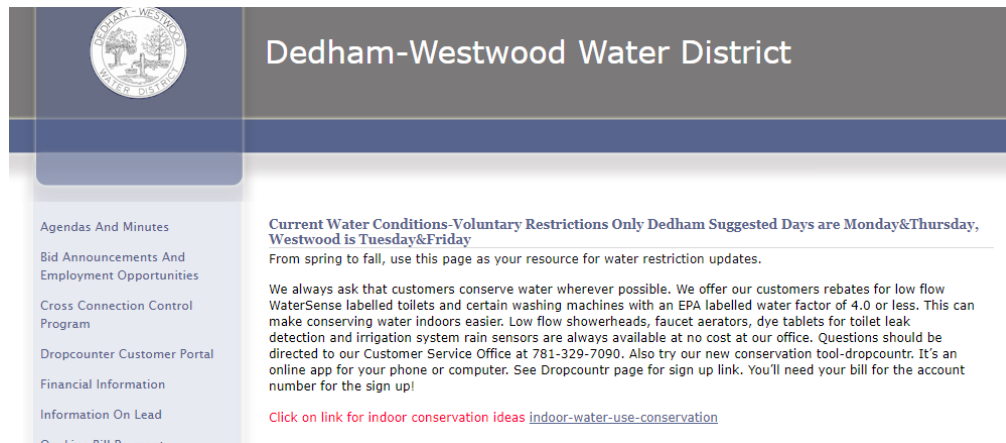 DEDHAM-WESTWOOD
WATER DISTRICT
Dedham-Westwood Water District
Agendas And Minutes
Bid Announcements And
Employment Opportunities
Cross Connection Control
Program
Dropcounter Customer Portal
Financial Information
Information On Lead
Current Water Conditions-Voluntary Restrictions Only Dedham Suggested Days are Monday&Thursday,
Westwood is Tuesday&Friday
From spring to fall, use this page as your resource for water restriction updates.
We always ask that customers conserve water wherever possible. We offer our customers rebates for low flow
WaterSense labelled toilets and certain washing machines with an EPA labelled water factor of 4.0 or less. This can
make conserving water indoors easier. Low flow showerheads, faucet aerators, dye tablets for toilet leak
detection and irrigation system rain sensors are always available at no cost at our office. Questions should be
directed to our Customer Service Office at 781-329-7090. Also try our new conservation tool-dropcountr. It's an
online app for your phone or computer. See Dropcountr page for sign up link. You'll need your bill for the account
number for the sign up!
Click on link for indoor conservation ideas indoor-water-use-conservation